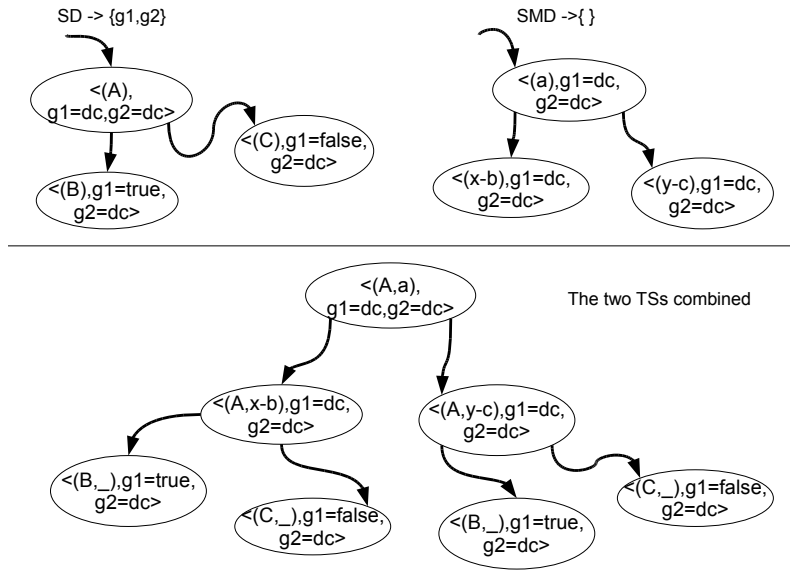 SD -> {g1,g2}
SMD ->{ }
<(A),
g1=dc,g2=dc>
<(C),g1=false,
g2=dc>
<(B),g1=true,
g2=dc>
<(a),g1=dc,
g2=dc>
<(x-b),g1=dc,
g2=dc>
<(y-c),g1=dc,
g2=dc>
<(A,a),
g1=dc,g2=dc>
The two TSs combined
<(A,x-b),g1=dc,
g2=dc>
<(A,y-c),g1=dc,
g2=dc>
<(B,_),g1=true,
g2=dc>
<(C,_),g1=false,
g2=dc>
<(B,_),g1=true,
g2=dc>
<(C,_),g1=false,
g2=dc>